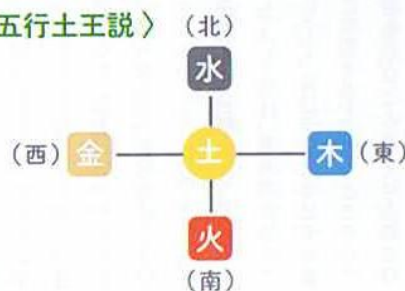 五行土王説〉
(北)
水
(西) 金 土 木 (東)
火
(南)